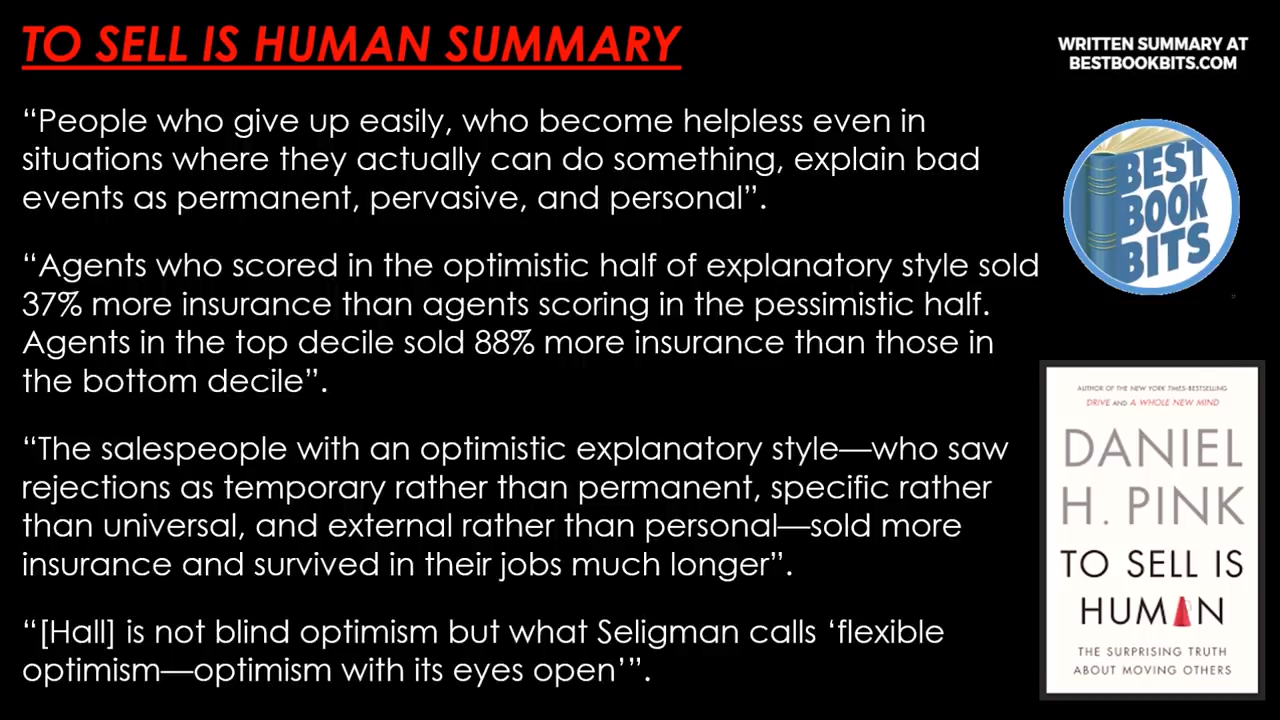 TO SELL IS HUMAN SUMMARY
WRITTEN SUMMARY AT
BESTBOOKBITS.COM
“People who give up easily, who become helpless even in
situations where they actually can do something, explain bad
events as permanent, pervasive, and personal”.
“Agents who scored in the optimistic half of explanatory style sold
37% more insurance than agents scoring in the pessimistic half.
Agents in the top decile sold 88% more insurance than those in
the bottom decile”.
“The salespeople with an optimistic explanatory style—who saw
rejections as temporary rather than permanent, specific rather
than universal, and external rather than personal—sold more
insurance and survived in their jobs much longer”.
“[Hall] is not blind optimism but what Seligman calls ‘flexible
optimism—optimism with its eyes open’”.
BEST
BOOK
BITS
AUTHOR OF THE NEW YORK TIMES-BESTSELLING
DRIVE AND A WHOLE NEW MIND
DANIEL
H. PINK
TO SELL IS
HUMAN
THE SURPRISING TRUTH
ABOUT MOVING OTHERS